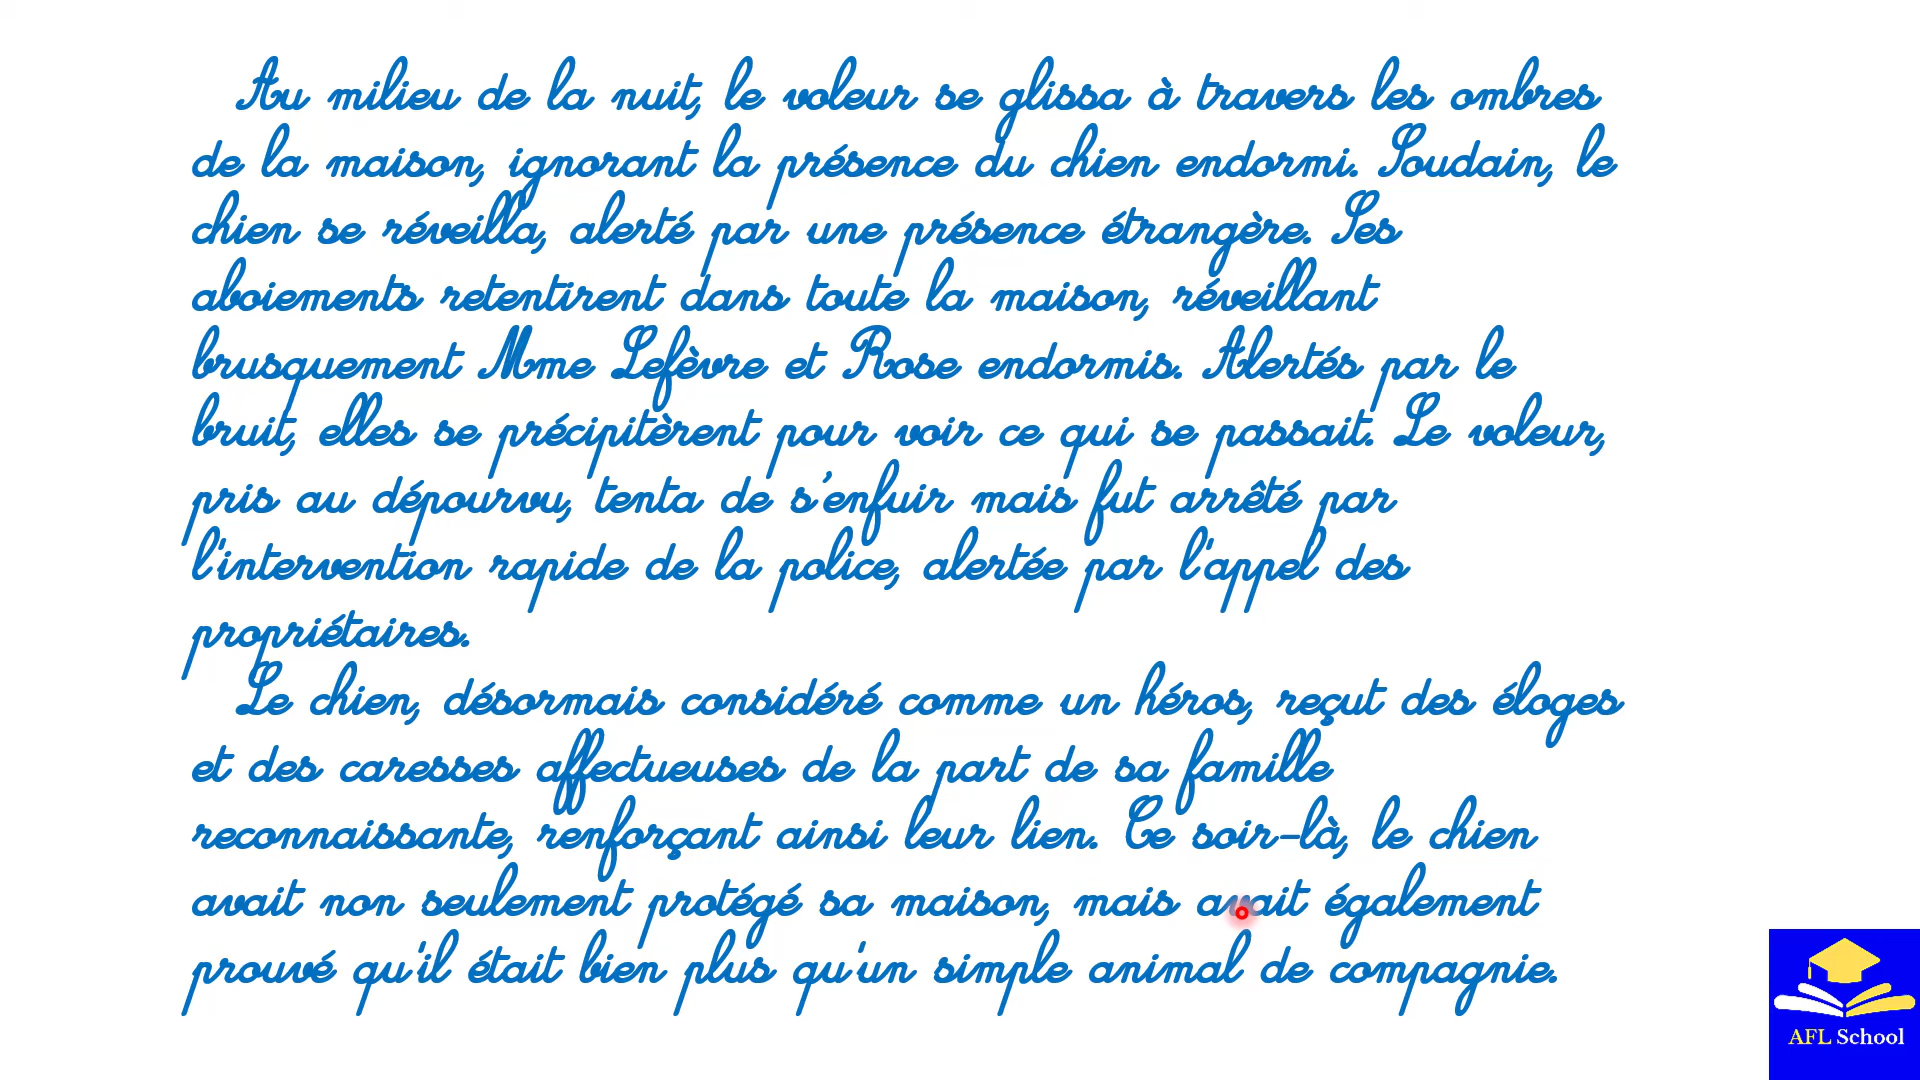 Au milieu de la nuit, le voleur se glissa à travers les ombres
de la maison, ignorant la présence du chien endormi. Soudain, le
chien se réveilla, alerté par une présence étrangère. Ses
aboiements retentirent dans toute la maison, réveillant
brusquement Mme Lefèvre et Rose endormis. Alertés par le
bruit, elles se précipitèrent pour voir ce qui se passait. Le voleur,
pris au dépourvu, tenta de s'enfuir mais fut arrêté par
l'intervention rapide de la police, alertée par l'appel des
propriétaires.
Le chien, désormais considéré comme un héros, reçut des éloges
et des caresses affectueuses de la part de sa famille
reconnaissante, renforçant ainsi leur lien. Ce soir-là, le chien
avait non seulement protégé sa maison, mais avait également
prouvé qu'il était bien plus qu'un simple animal de compagnie.
AFL School